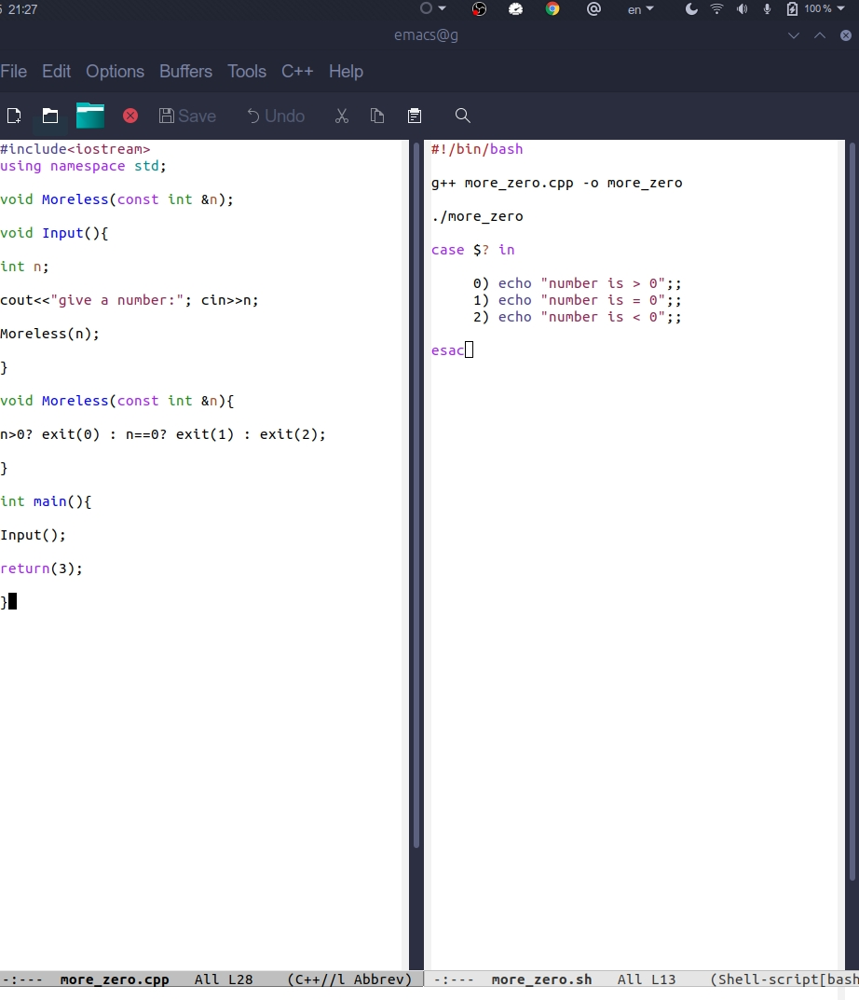 21:27
en
100 %
emacs@g
File Edit Options Buffers Tools C++ Help
Save Undo
#include<iostream>
using namespace std;
void Moreless(const int &n);
void Input(){
int n;
cout<<"give a number:"; cin>>n;
Moreless(n);
}
void Moreless(const int &n){
n>0? exit(0) : n==0? exit(1) : exit(2);
}
int main(){
Input();
return(3);
}
-:--- more_zero.cpp All L28 (C++//l Abbrev)
#!/bin/bash
g++ more_zero.cpp -o more_zero
./more_zero
case $? in
0) echo "number is > 0";;
1) echo "number is = 0";;
2) echo "number is < 0";;
esac
-:--- more_zero.sh All L13 (Shell-script[bash